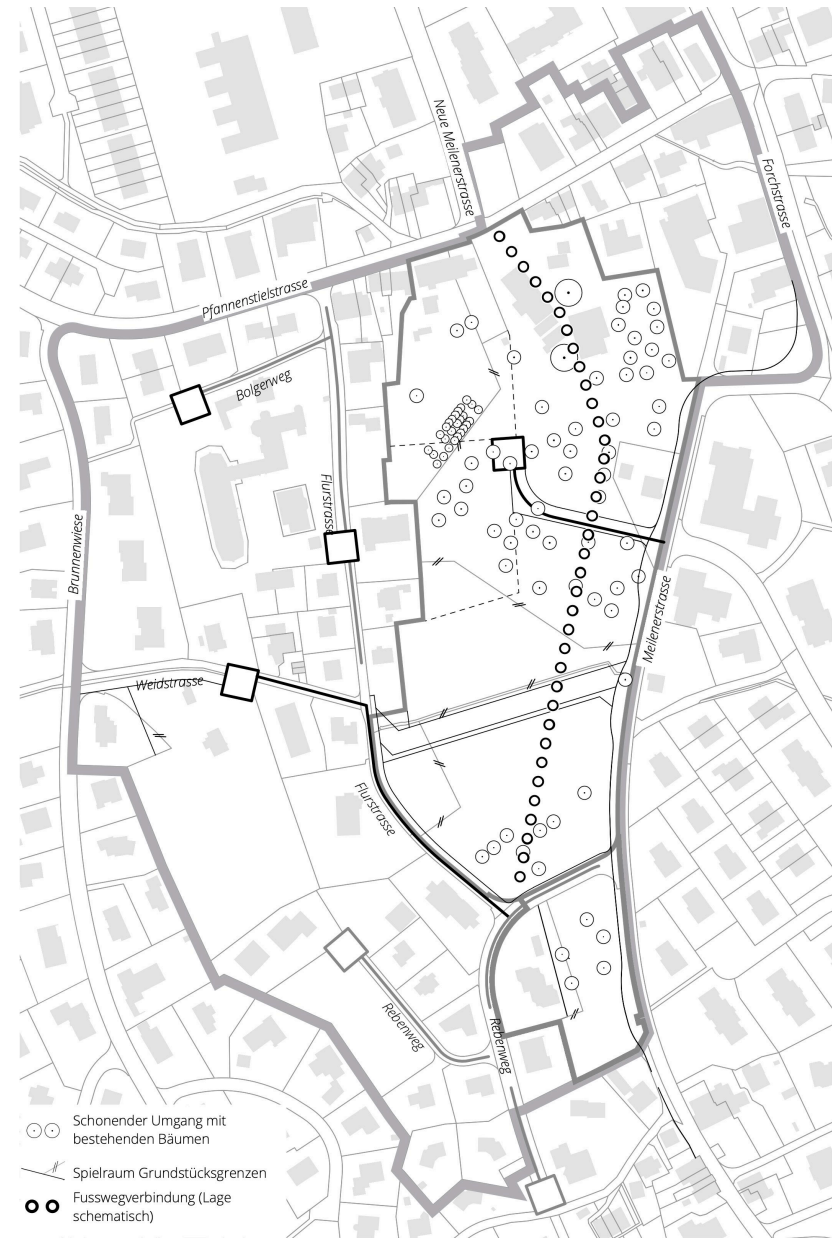 Neue Meilenerstrasse
Forchstrasse
Pfannenstielstrasse
Bolgerweg
Flurstrasse
Brunnenwiese
Meilenerstrasse
Weidstrasse
Flurstrasse
Rebenweg
Rebenweg
Schonender Umgang mit
bestehenden Bäumen
Spielraum Grundstücksgrenzen
Fusswegverbindung (Lage
schematisch)